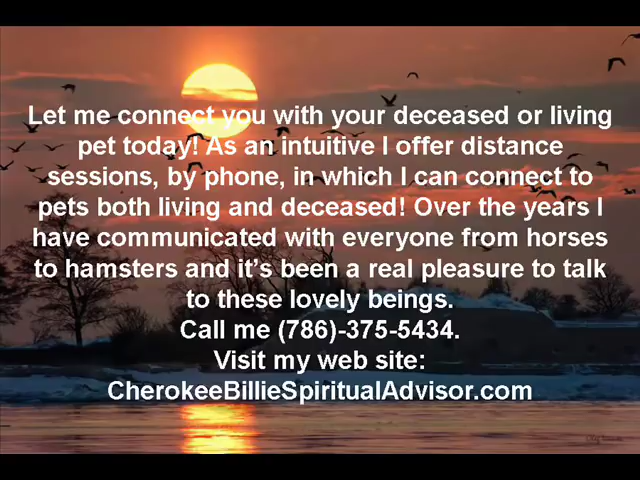 Let me connect you with your deceased or living
pet today! As an intuitive I offer distance
sessions, by phone, in which I can connect to
pets both living and deceased! Over the years I
have communicated with everyone from horses
to hamsters and it’s been a real pleasure to talk
to these lovely beings.
Call me (786)-375-5434.
Visit my web site:
CherokeeBillieSpiritualAdvisor.com